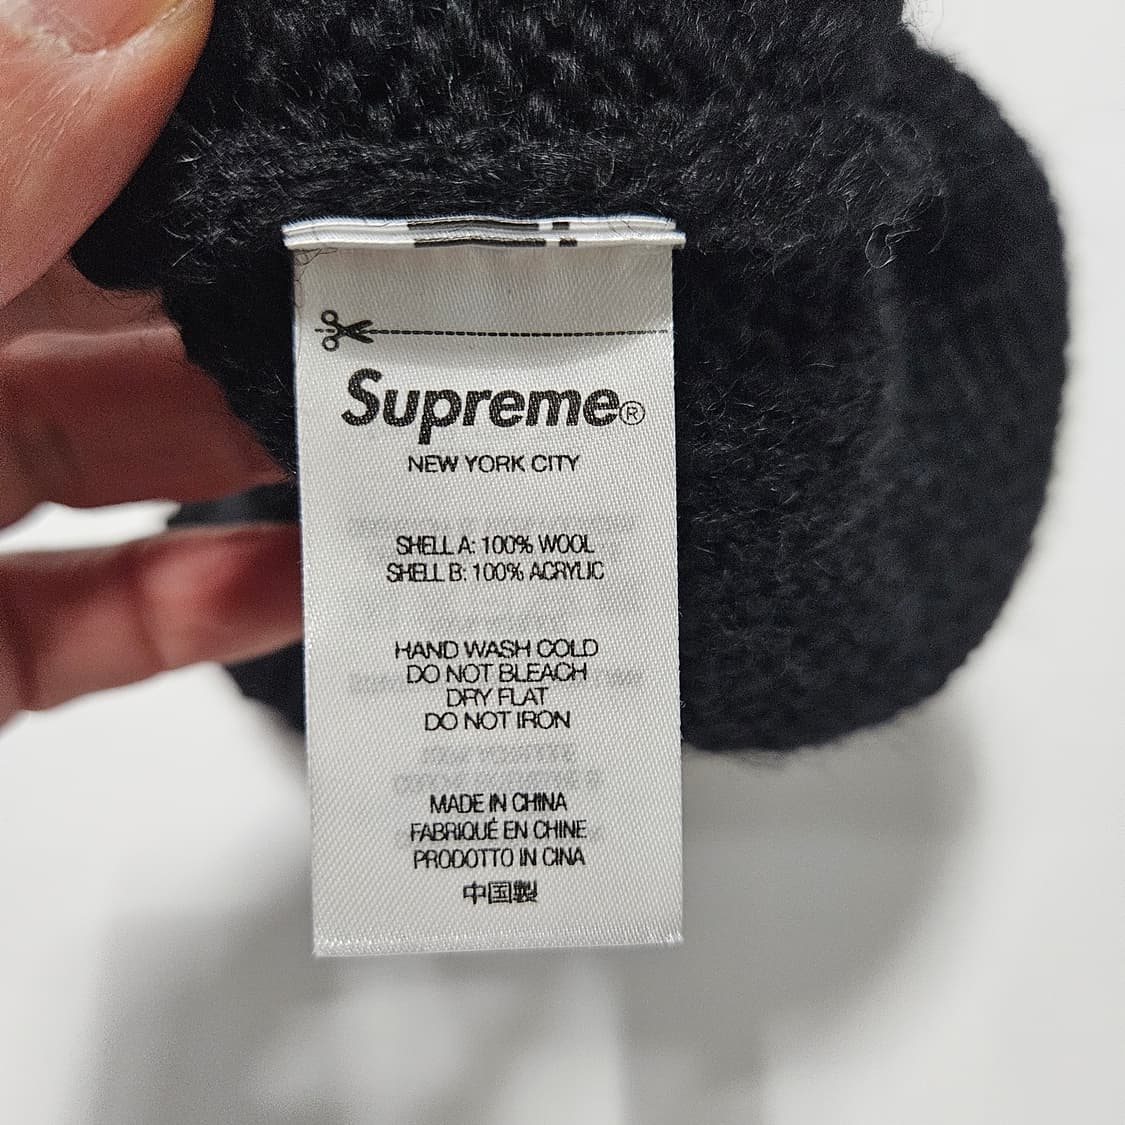 Supreme®
NEW YORK CITY
SHELL A: 100% WOOL
SHELL B: 100% ACRYLIC
HAND WASH COLD
DO NOT BLEACH
DRY FLAT
DO NOT IRON
MADE IN CHINA
FABRIQUÉ EN CHINE
PRODOTTO IN CINA
中国製